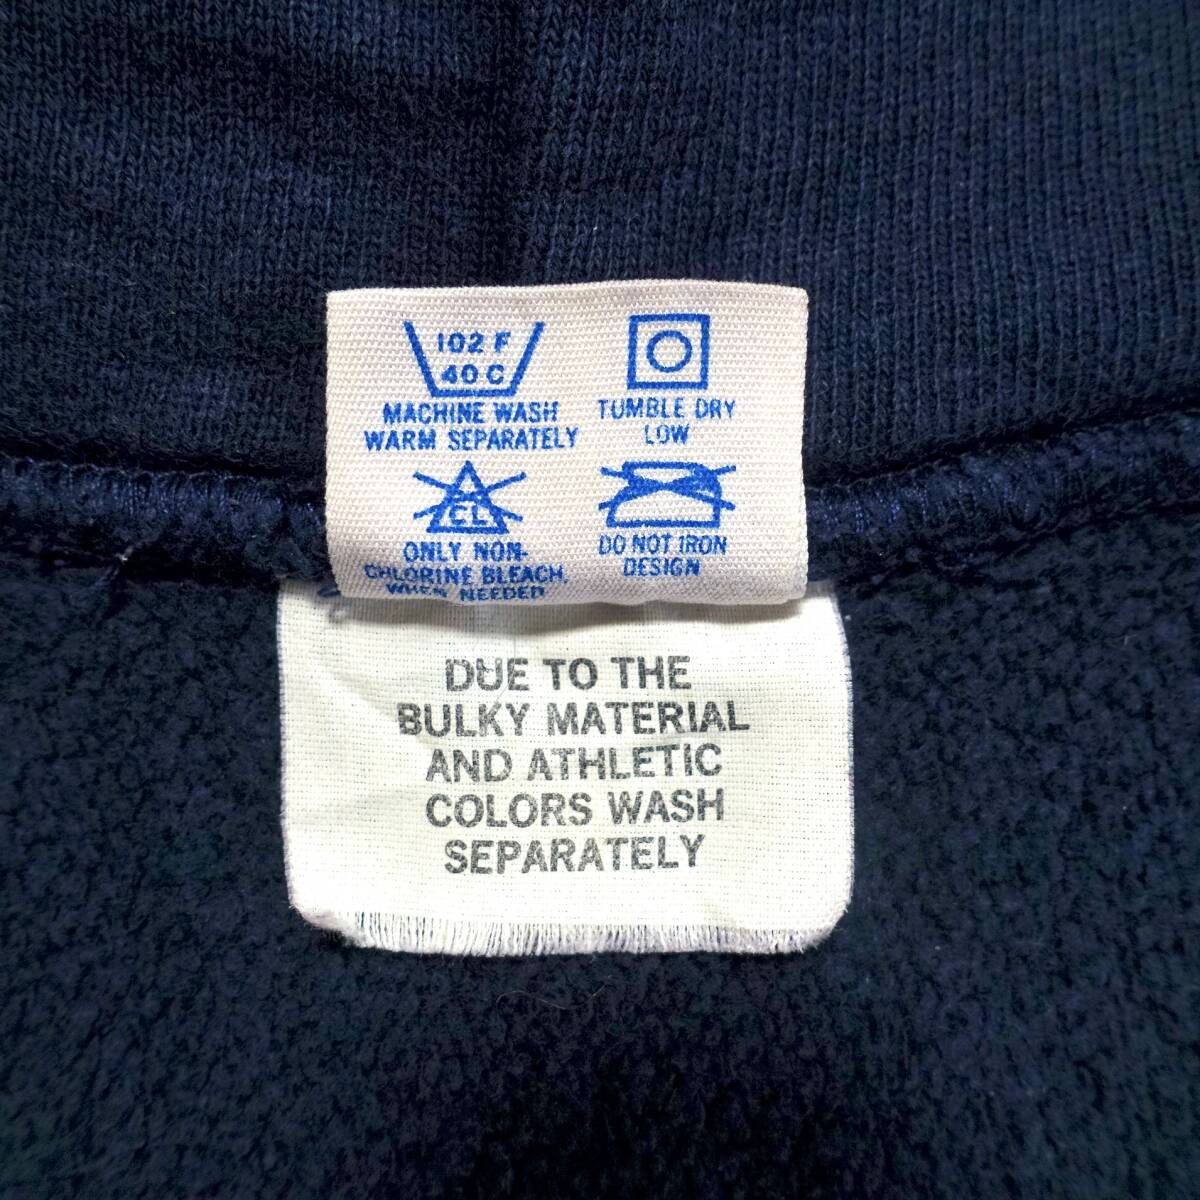 102 F
40 C
MACHINE WASH
WARM SEPARATELY
TUMBLE DRY
LOW
CL
ONLY NON-
CHLORINE BLEACH,
WHEN NEEDED
DO NOT IRON
DESIGN
DUE TO THE
BULKY MATERIAL
AND ATHLETIC
COLORS WASH
SEPARATELY